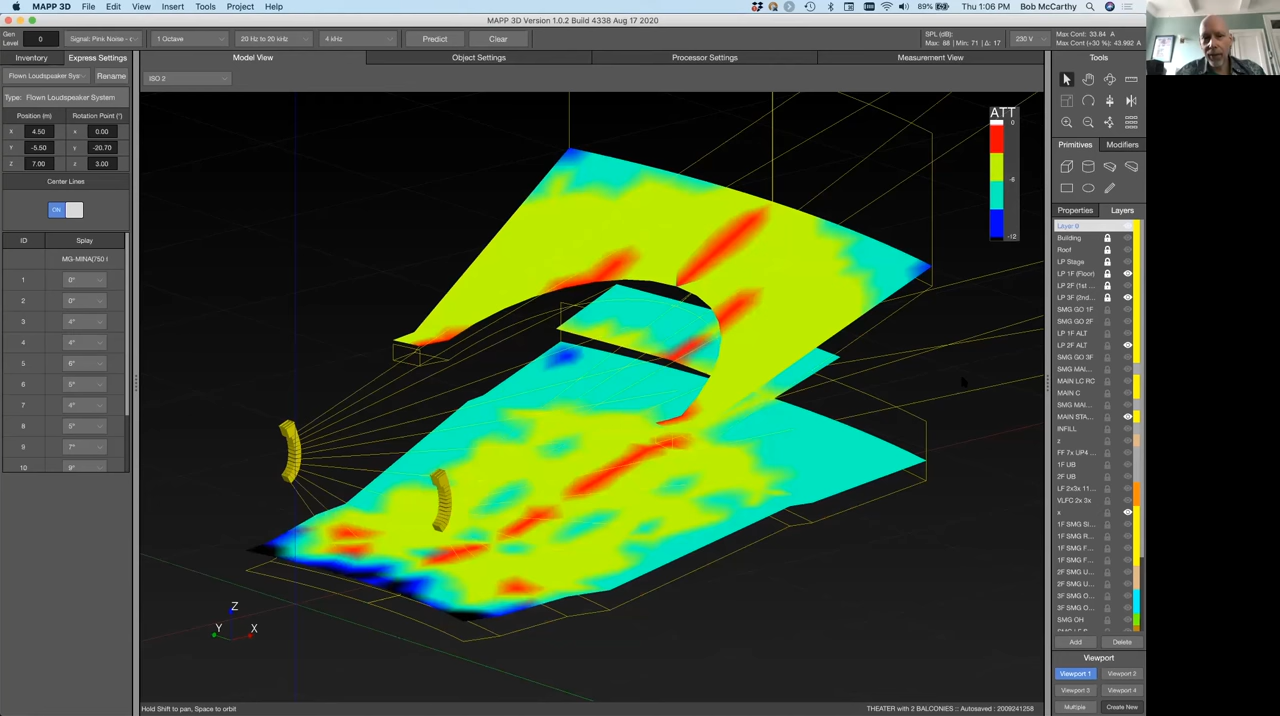 MAPP 3D File Edit View Insert Tools Project Help 89% Thu 1:06 PM Bob McCarthy
MAPP 3D Version 1.0.2 Build 4338 Aug 17 2020
Gen Level 0 Signal: Pink Noise - 1 Octave 20 Hz to 20 kHz 4 kHz Predict Clear SPL (dB): Max: 88 | Min: 71 | Δ: 17 230 V Max Cont: 33.84 A Max Cont (+30 %): 43.992 A
Inventory Express Settings Model View Object Settings Processor Settings Measurement View Tools
Flown Loudspeaker Sys Rename ISO 2
Type: Flown Loudspeaker System
Position (m) Rotation Point (°)
X 4.50 x 0.00
Y -5.50 y -20.70
Z 7.00 z 3.00
Center Lines
ON
ID Splay
MG-MINA(750
1 0°
2 0°
3 4°
4 4°
5 6°
6 5°
7 4°
8 5°
9 7°
10 9°
ATT
0
-6
-12
Z
Y X
Primitives Modifiers
Properties Layers
Layer 0
Building
Roof
LP Stage
LP 1F (Floor)
LP 2F (1st ...
LP 3F (2nd...
SMG GO 1F
SMG GO 2F
LP 1F ALT
LP 2F ALT
SMG GO 3F
SMG MAI...
MAIN LC RC
MAIN C
SMG MAI...
MAIN STA...
INFILL
z
FF 7x UP4 ...
1F UB
2F UB
LF 2x3x 11...
VLFC 2x 3x
x
1F SMG Si...
1F SMG R...
1F SMG F...
1F SMG F...
2F SMG U...
2F SMG U...
3F SMG O...
3F SMG O...
SMG OH
Add Delete
Viewport
Viewport 1 Viewport 2
Viewport 3 Viewport 4
Multiple Create New
Hold Shift to pan, Space to orbit THEATER with 2 BALCONIES :: Autosaved : 2009241258